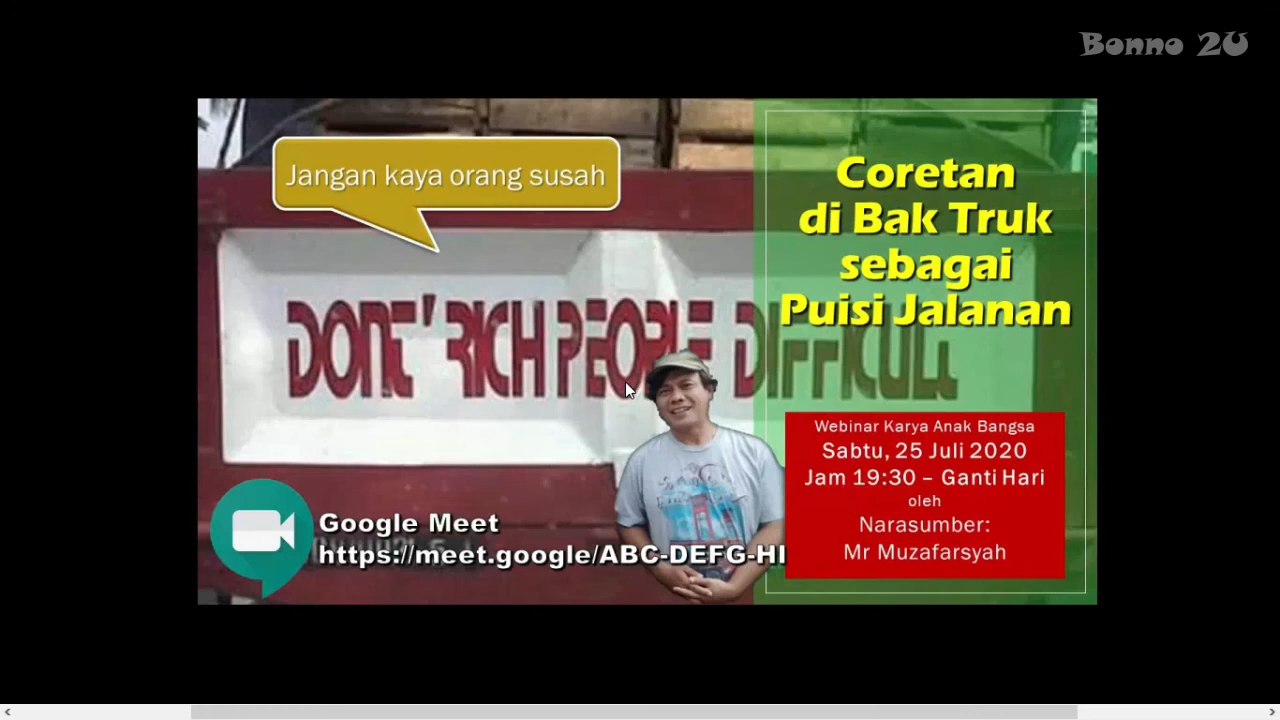 Bonno 2U
Jangan kaya orang susah
Coretan
di Bak Truk
sebagai
Puisi Jalanan
DONT' RICH PEOPLE DIFFICULT
Webinar Karya Anak Bangsa
Sabtu, 25 Juli 2020
Jam 19:30 – Ganti Hari
oleh
Narasumber:
Mr Muzafarsyah
Google Meet
https://meet.google/ABC-DEFG-HI